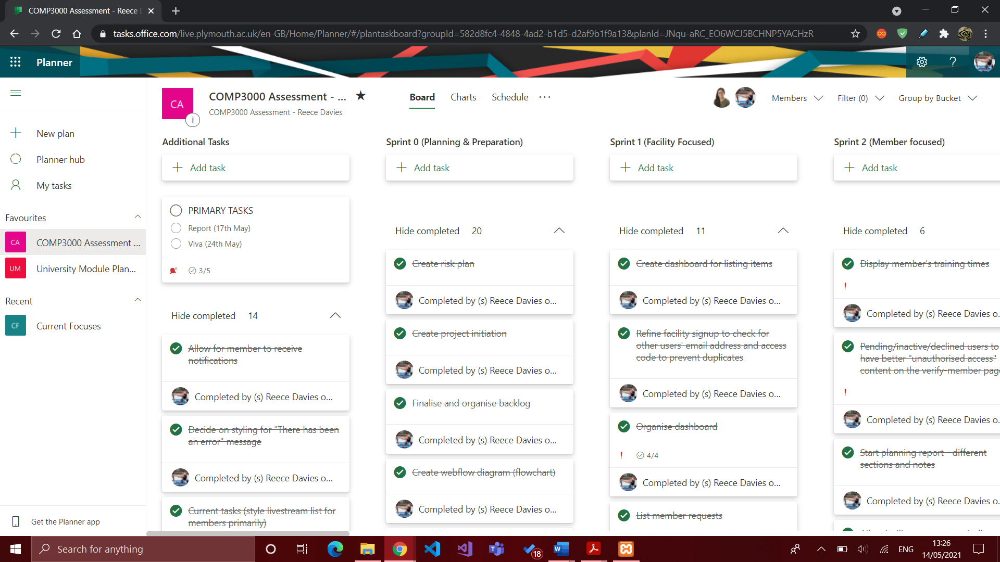 COMP3000 Assessment - Reece D
tasks.office.com/live.plymouth.ac.uk/en-GB/Home/Planner/#/plantaskboard?groupId=582d8fc4-4848-4ad2-b1d5-d2af9b1f9a13&planId=JNqu-aRC_EO6WCJ5BCHNP5YACHzR
Planner
?
CA
COMP3000 Assessment - ...
COMP3000 Assessment - Reece Davies
i
Board
Charts
Schedule
Members
Filter (0)
Group by Bucket
New plan
Planner hub
My tasks
Favourites
CA
COMP3000 Assessment ...
UM
University Module Plan...
Recent
CF
Current Focuses
Get the Planner app
Additional Tasks
Add task
PRIMARY TASKS
Report (17th May)
Viva (24th May)
3/5
Hide completed 14
Allow for member to receive
notifications
Completed by (s) Reece Davies o...
Decide on styling for "There has been
an error" message
Completed by (s) Reece Davies o...
Current tasks (style livestream list for
members primarily)
Sprint 0 (Planning & Preparation)
Add task
Hide completed 20
Create risk plan
Completed by (s) Reece Davies o...
Create project initiation
Completed by (s) Reece Davies o...
Finalise and organise backlog
Completed by (s) Reece Davies o...
Create webflow diagram (flowchart)
Completed by (s) Reece Davies o...
Sprint 1 (Facility Focused)
Add task
Hide completed 11
Create dashboard for listing items
Completed by (s) Reece Davies o...
Refine facility signup to check for
other users' email address and access
code to prevent duplicates
Completed by (s) Reece Davies o...
Organise dashboard
4/4
Completed by (s) Reece Davies o...
List member requests
Sprint 2 (Member focused)
Add task
Hide completed 6
Display member's training times
Completed by (s) Reece Davies o.
Pending/inactive/declined users to
have better "unauthorised access"
content on the verify-member pag
Completed by (s) Reece Davies o.
Start planning report - different
sections and notes
Completed by (s) Reece Davies o.
Search for anything
18
ENG
13:26
14/05/2021